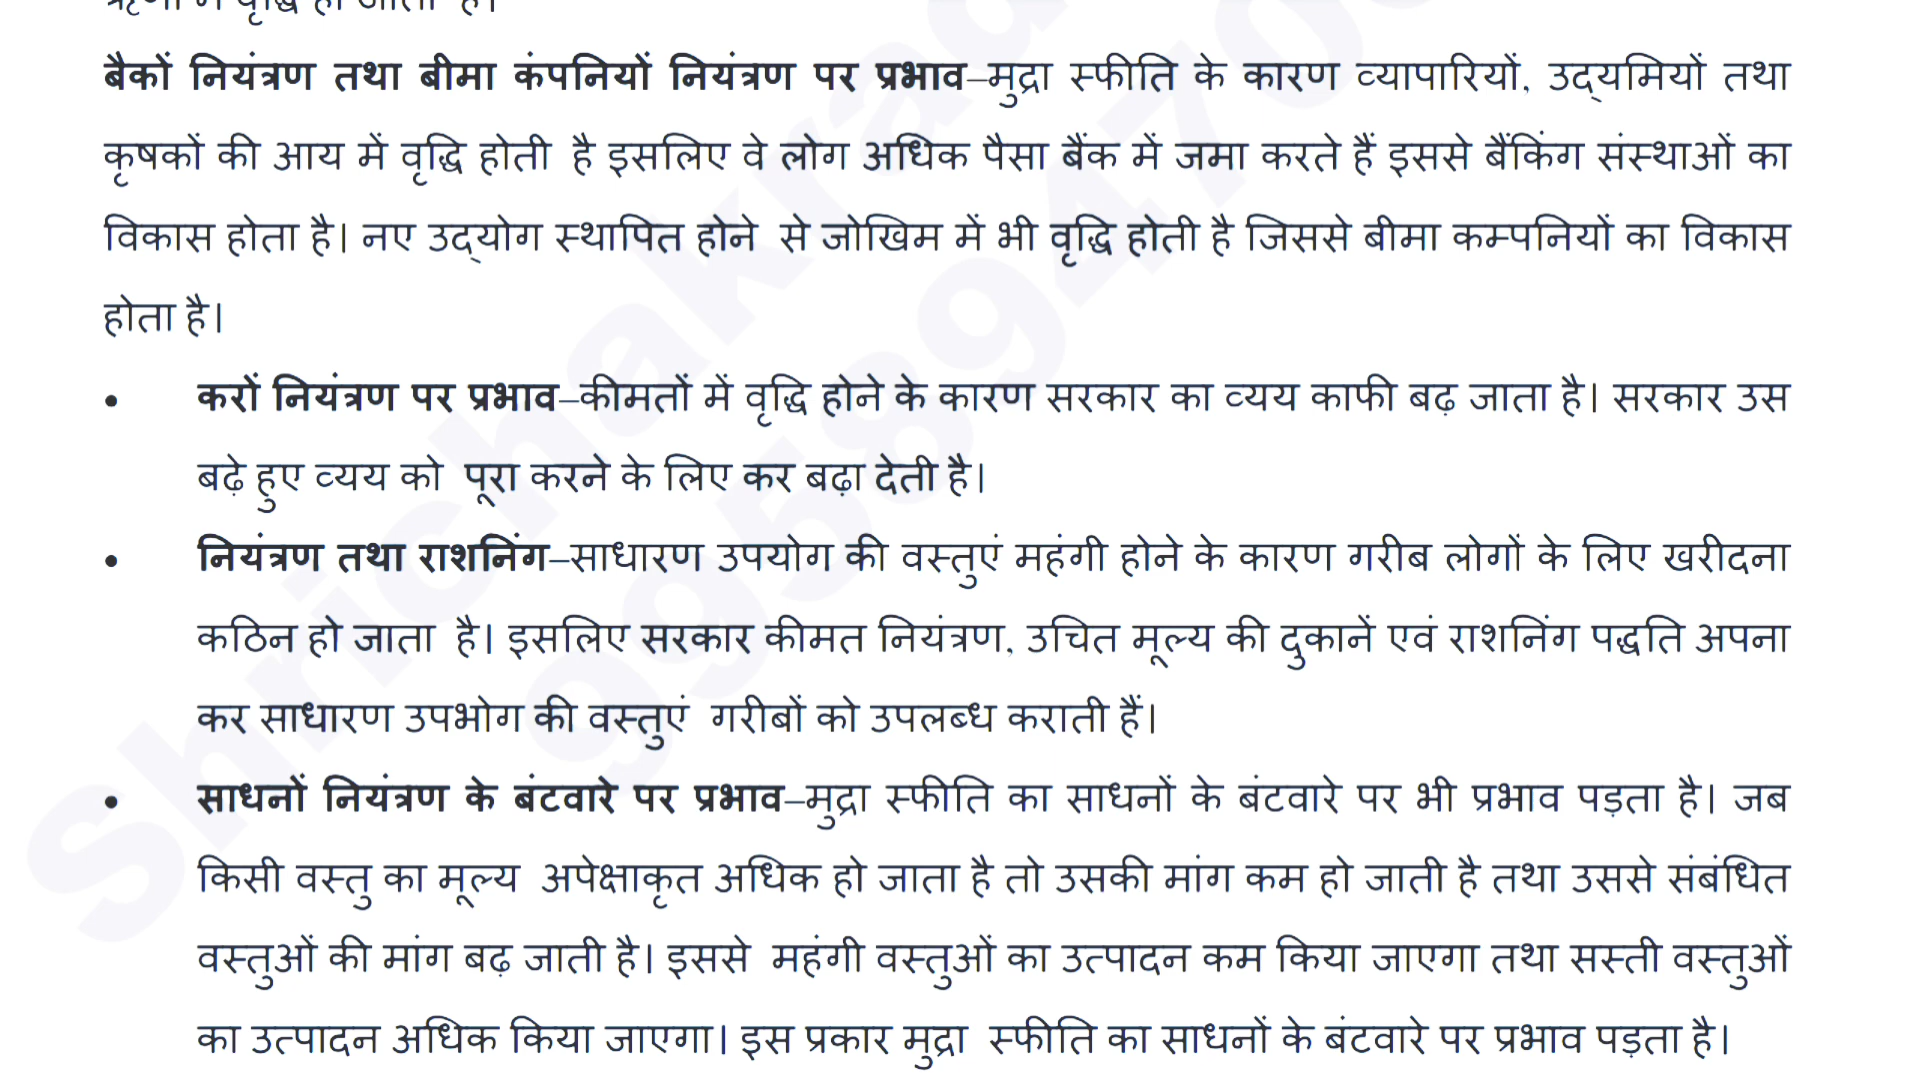 ऋणों में वृद्धि हो जाती है।
बैकों नियंत्रण तथा बीमा कंपनियों नियंत्रण पर प्रभाव–मुद्रा स्फीति के कारण व्यापारियों, उद्यमियों तथा
कृषकों की आय में वृद्धि होती है इसलिए वे लोग अधिक पैसा बैंक में जमा करते हैं इससे बैंकिंग संस्थाओं का
विकास होता है। नए उद्योग स्थापित होने से जोखिम में भी वृद्धि होती है जिससे बीमा कम्पनियों का विकास
होता है।
• करों नियंत्रण पर प्रभाव–कीमतों में वृद्धि होने के कारण सरकार का व्यय काफी बढ़ जाता है। सरकार उस
बढ़े हुए व्यय को पूरा करने के लिए कर बढ़ा देती है।
• नियंत्रण तथा राशनिंग–साधारण उपयोग की वस्तुएं महंगी होने के कारण गरीब लोगों के लिए खरीदना
कठिन हो जाता है। इसलिए सरकार कीमत नियंत्रण, उचित मूल्य की दुकानें एवं राशनिंग पद्धति अपना
कर साधारण उपभोग की वस्तुएं गरीबों को उपलब्ध कराती हैं।
• साधनों नियंत्रण के बंटवारे पर प्रभाव–मुद्रा स्फीति का साधनों के बंटवारे पर भी प्रभाव पड़ता है। जब
किसी वस्तु का मूल्य अपेक्षाकृत अधिक हो जाता है तो उसकी मांग कम हो जाती है तथा उससे संबंधित
वस्तुओं की मांग बढ़ जाती है। इससे महंगी वस्तुओं का उत्पादन कम किया जाएगा तथा सस्ती वस्तुओं
का उत्पादन अधिक किया जाएगा। इस प्रकार मुद्रा स्फीति का साधनों के बंटवारे पर प्रभाव पड़ता है।